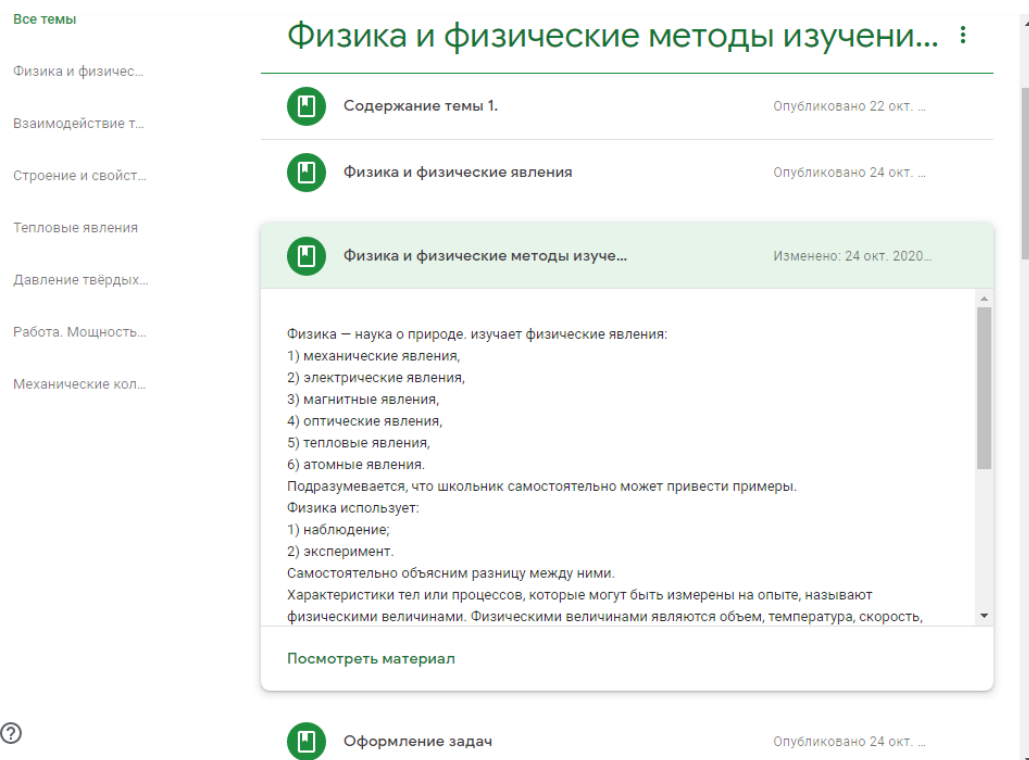 Все темы
Физика и физичес...
Взаимодействие т...
Строение и свойст...
Тепловые явления
Давление твёрдых...
Работа. Мощность...
Механические кол...
Физика и физические методы изучени...
Содержание темы 1.
Опубликовано 22 окт. ...
Физика и физические явления
Опубликовано 24 окт. ...
Физика и физические методы изуче...
Изменено: 24 окт. 2020...
Физика — наука о природе. изучает физические явления:
1) механические явления,
2) электрические явления,
3) магнитные явления,
4) оптические явления,
5) тепловые явления,
6) атомные явления.
Подразумевается, что школьник самостоятельно может привести примеры.
Физика использует:
1) наблюдение;
2) эксперимент.
Самостоятельно объясним разницу между ними.
Характеристики тел или процессов, которые могут быть измерены на опыте, называют
физическими величинами. Физическими величинами являются объем, температура, скорость,
Посмотреть материал
Оформление задач
Опубликовано 24 окт. ...